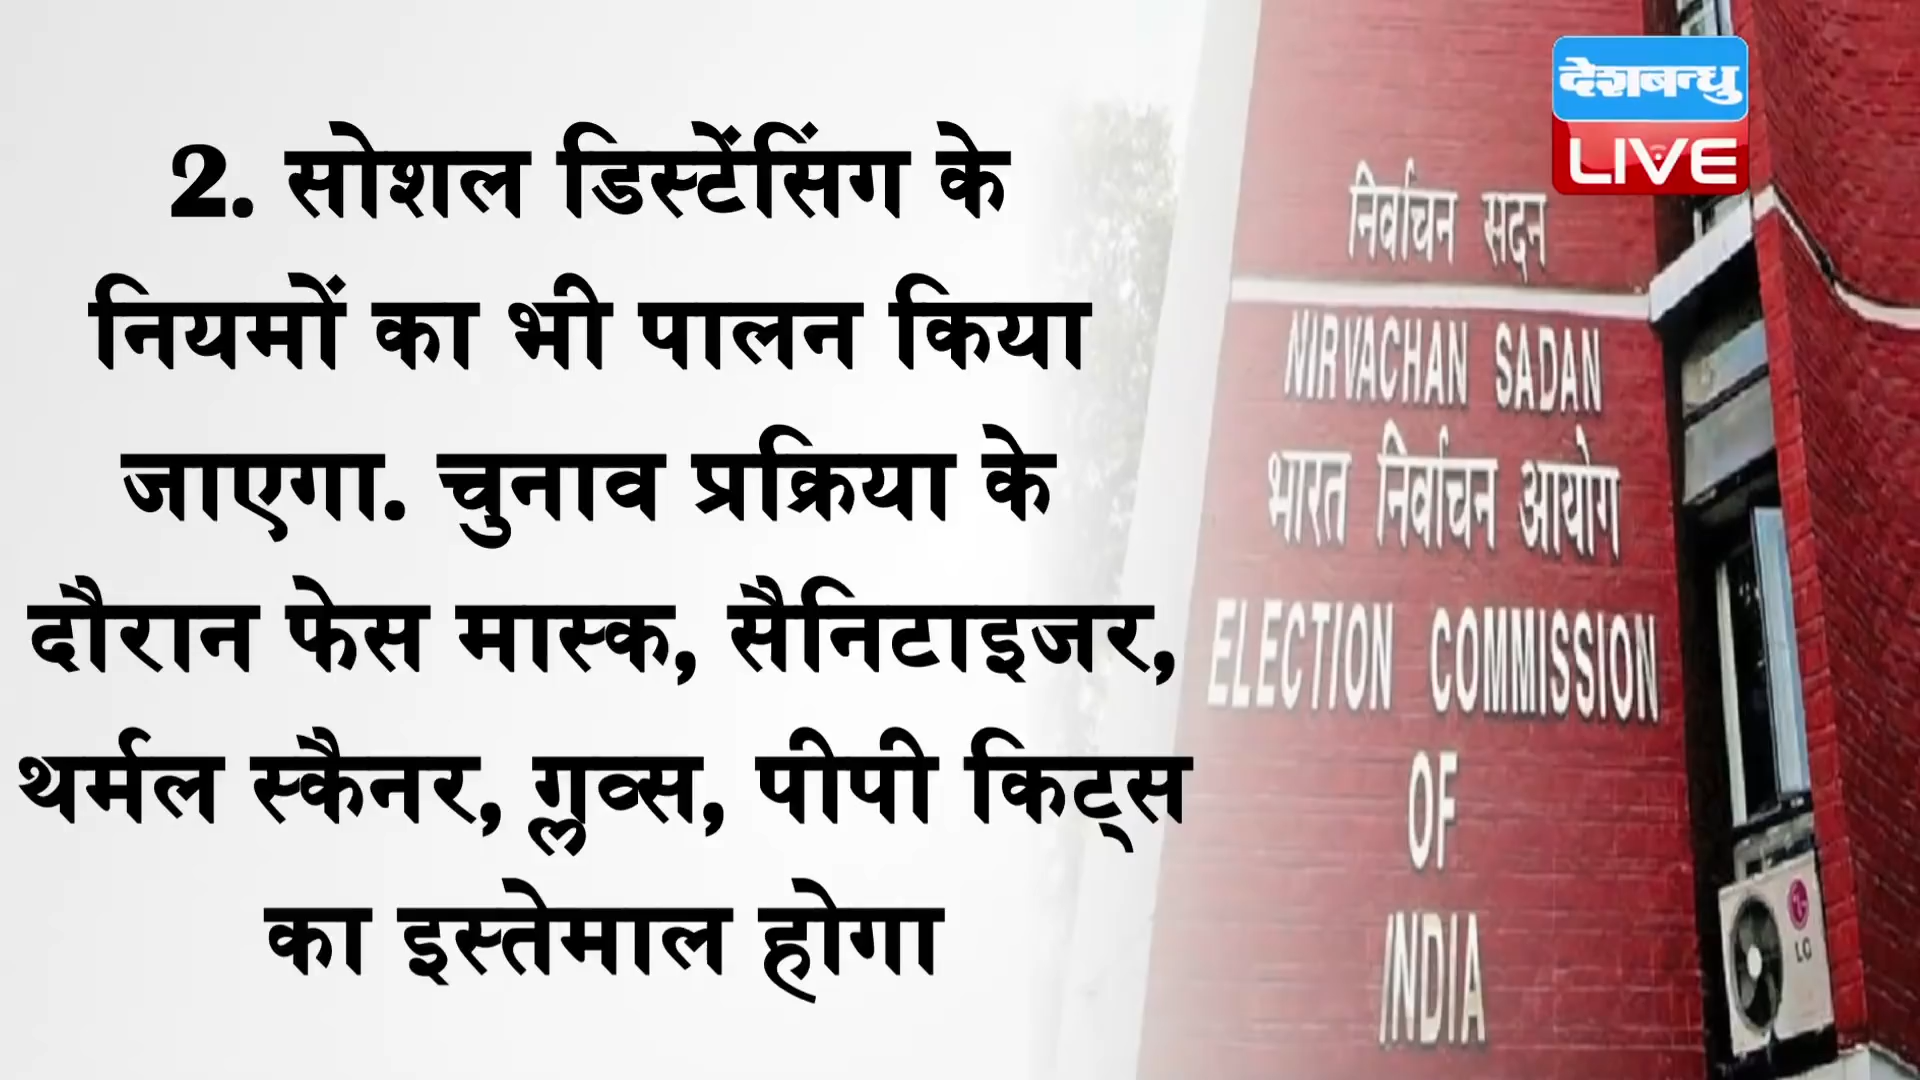 2. सोशल डिस्टेंसिंग के
नियमों का भी पालन किया
जाएगा. चुनाव प्रक्रिया के
दौरान फेस मास्क, सैनिटाइजर,
थर्मल स्कैनर, ग्लव्स, पीपी किट्स
का इस्तेमाल होगा
देशबन्धु
LIVE
निर्वाचन सदन
NIRVACHAN SADAN
भारत निर्वाचन आयोग
ELECTION COMMISSION
OF
INDIA
LG